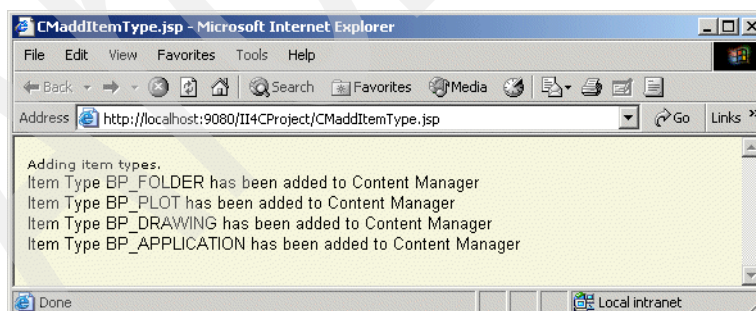 CMaddItemType.jsp - Microsoft Internet Explorer
File Edit View Favorites Tools Help
Back Search Favorites Media
Address http://localhost:9080/II4CProject/CMaddItemType.jsp Go Links »
Adding item types.
Item Type BP_FOLDER has been added to Content Manager
Item Type BP_PLOT has been added to Content Manager
Item Type BP_DRAWING has been added to Content Manager
Item Type BP_APPLICATION has been added to Content Manager
Done Local intranet